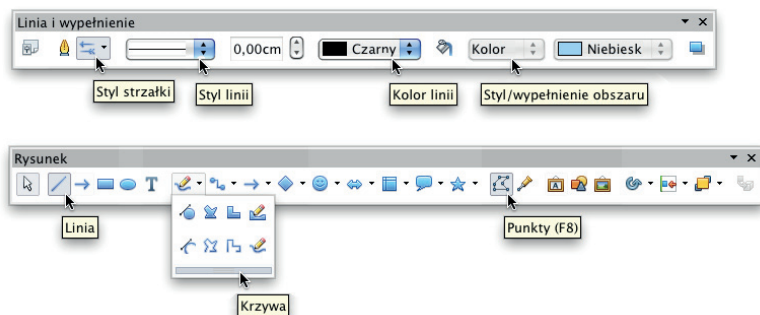 Linia i wypełnienie
0,00cm Czarny Kolor Niebiesk
Styl strzałki Styl linii Kolor linii Styl/wypełnienie obszaru
Rysunek
T
Linia Punkty (F8)
Krzywa